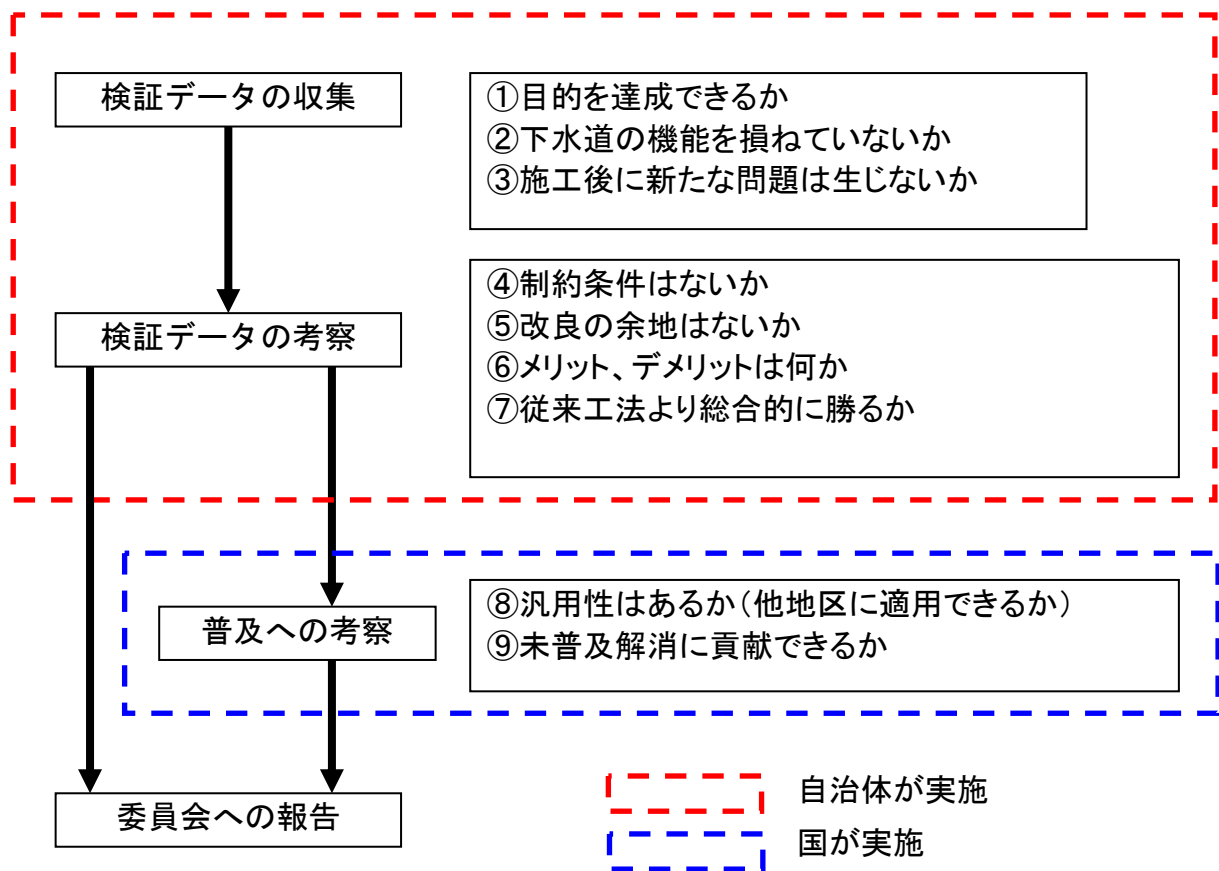 検証データの収集
①目的を達成できるか
②下水道の機能を損ねていないか
③施工後に新たな問題は生じないか
検証データの考察
④制約条件はないか
⑤改良の余地はないか
⑥メリット、デメリットは何か
⑦従来工法より総合的に勝るか
普及への考察
⑧汎用性はあるか(他地区に適用できるか)
⑨未普及解消に貢献できるか
委員会への報告
自治体が実施
国が実施